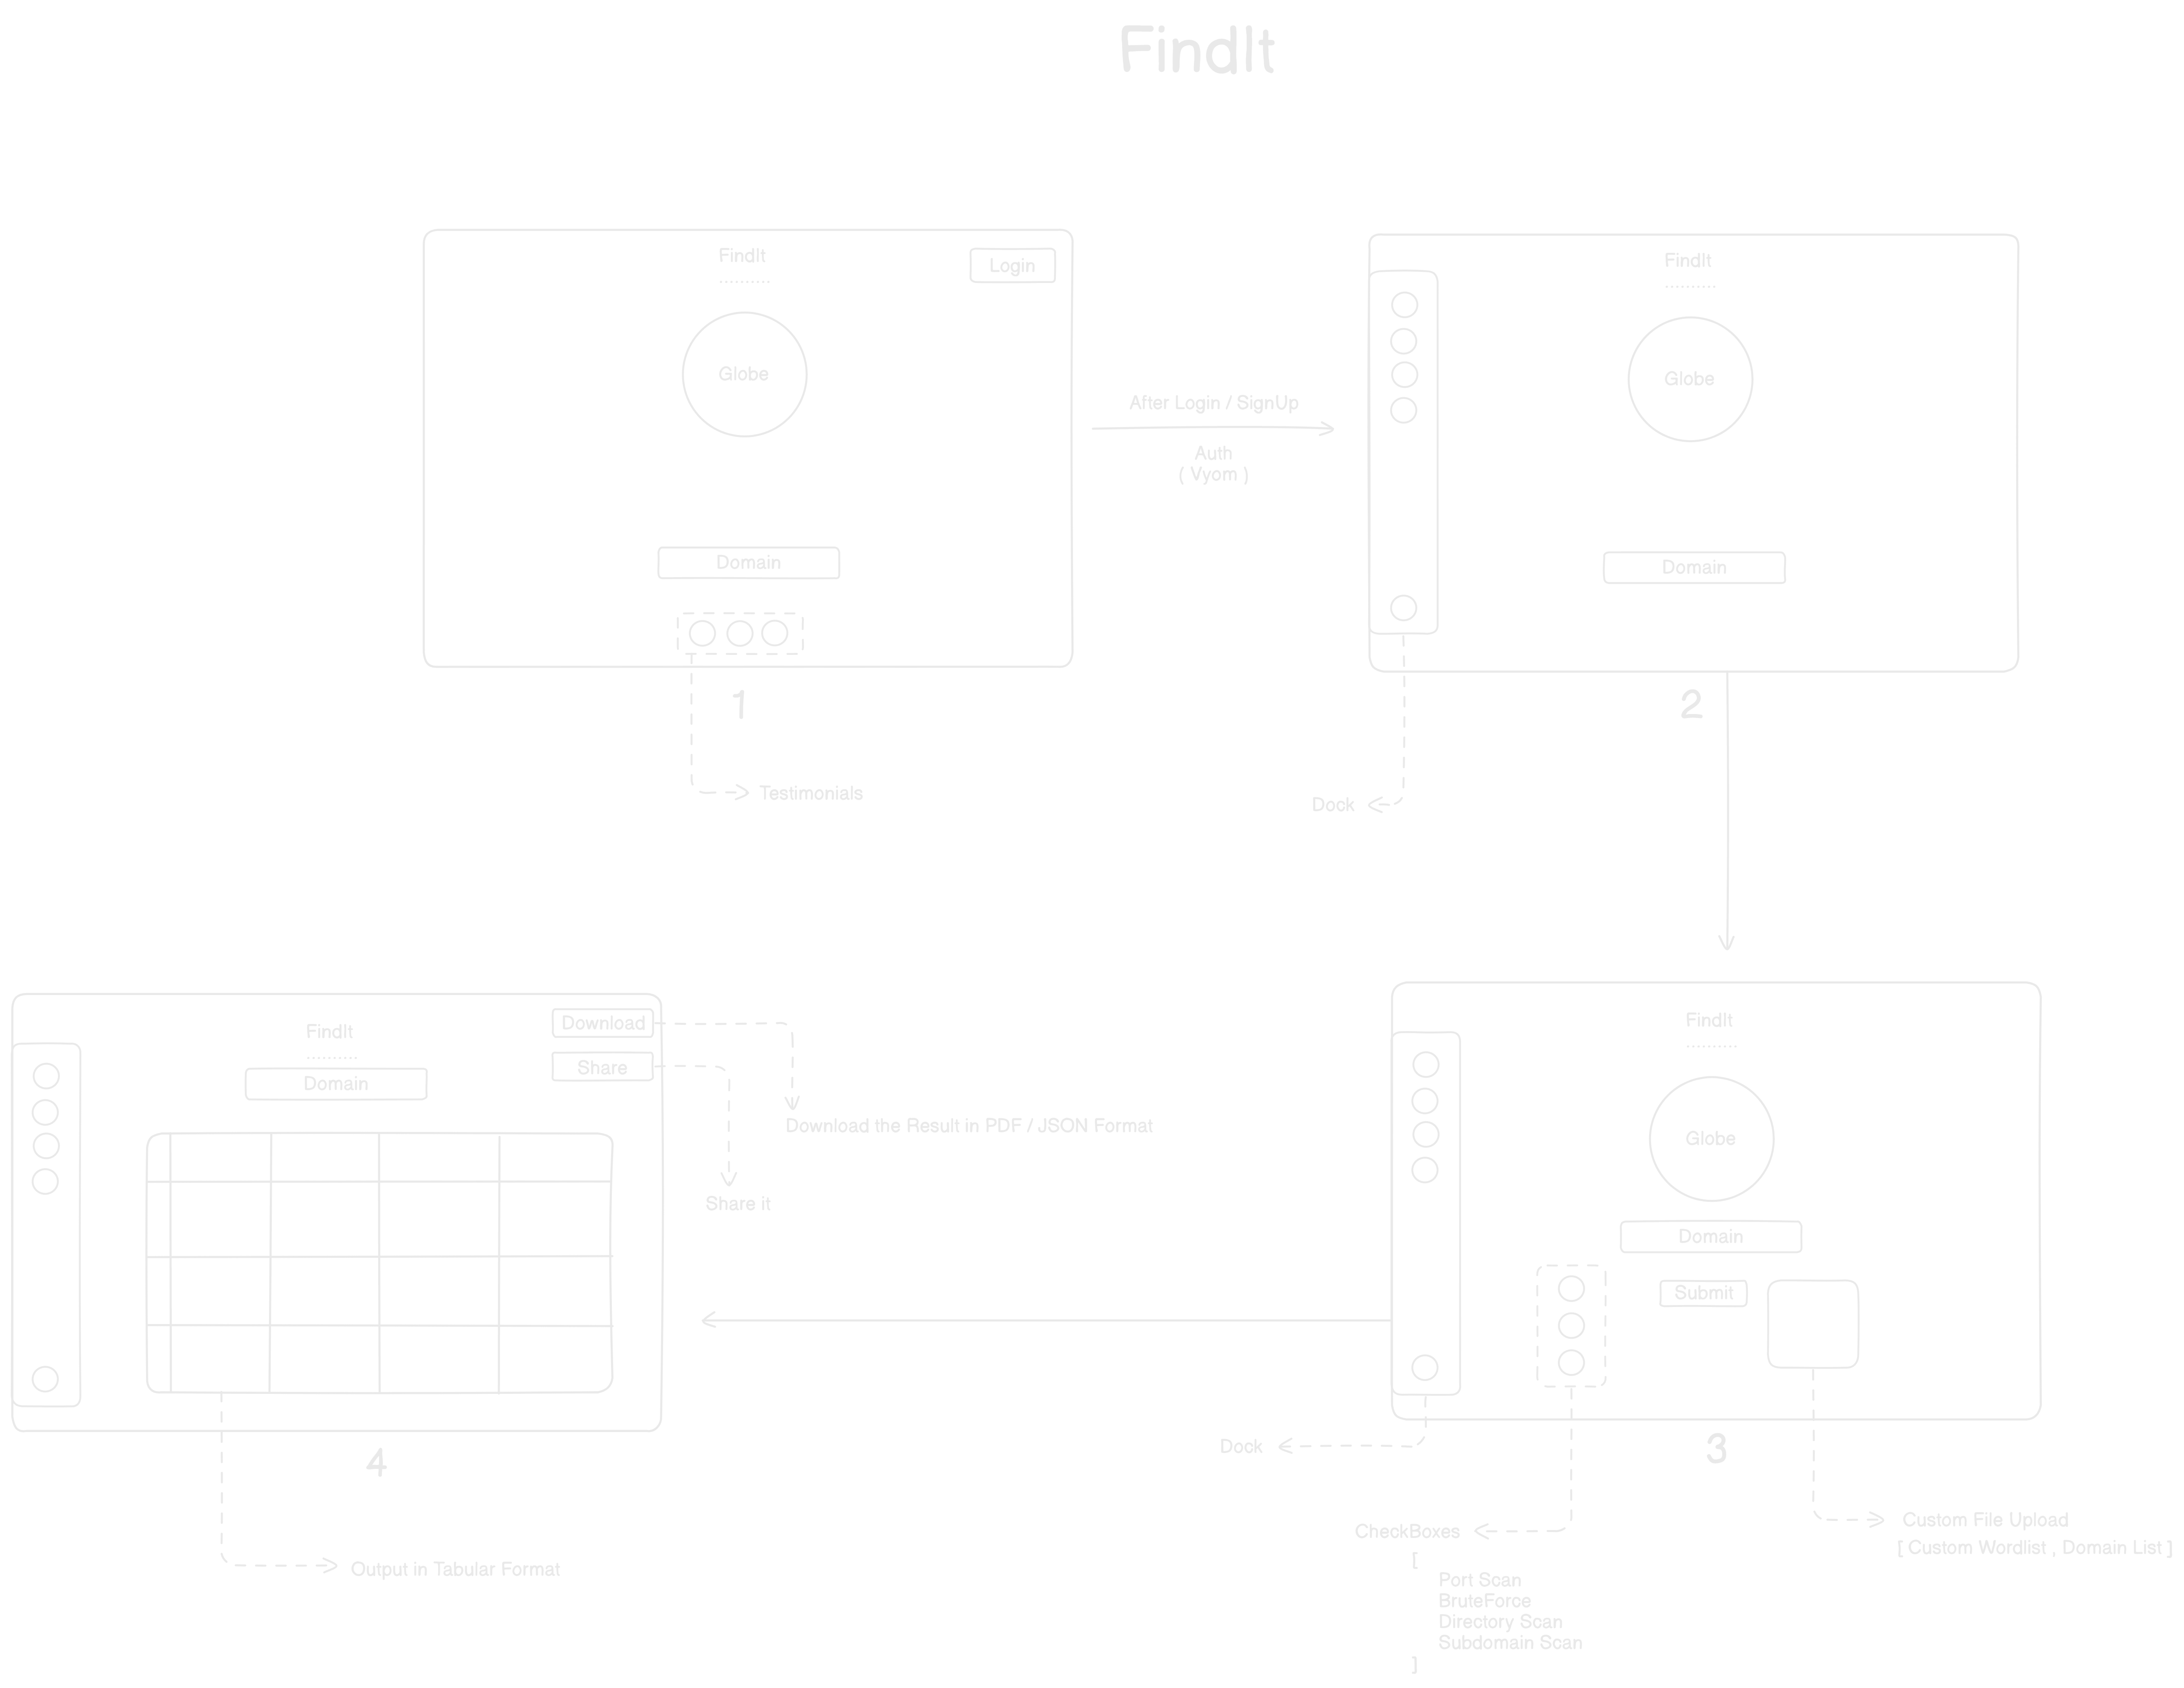 FindIt
FindIt
Login
Globe
Domain
1
Testimonials
After Login / SignUp
Auth
( Vyom )
FindIt
Globe
Domain
2
Dock
FindIt
Globe
Domain
Submit
3
Dock
CheckBoxes
[
Port Scan
BruteForce
Directory Scan
Subdomain Scan
]
Custom File Upload
[ Custom Wordlist , Domain List ]
FindIt
Domain
Download
Share
Download the Result in PDF / JSON Format
Share it
4
Output in Tabular Format